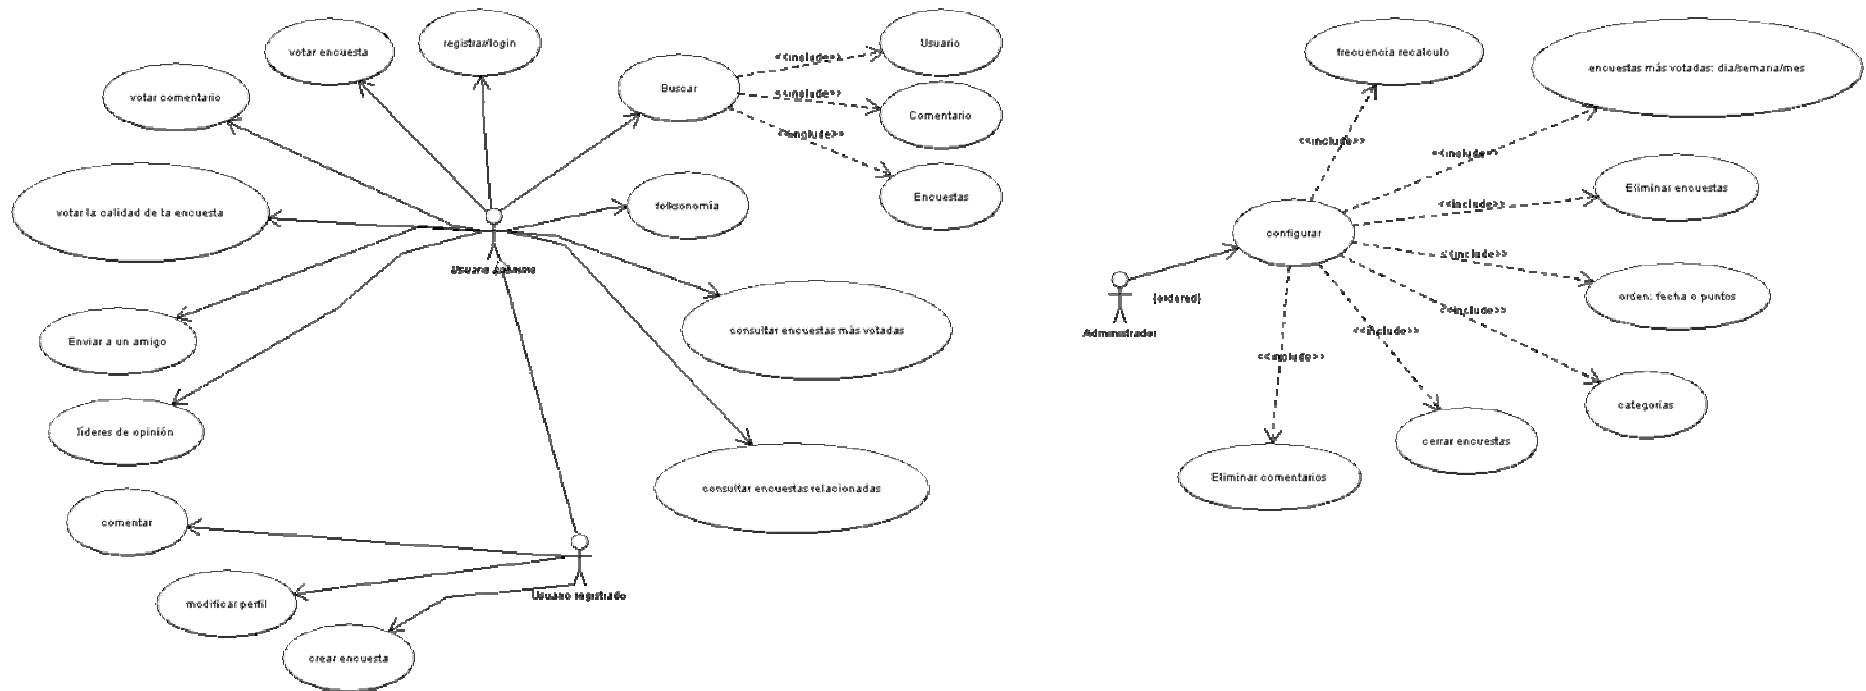 votar encuesta
registrar/login
Usuario
Buscar
<<include>>
votar comentario
<<include>>
Comentario
<<include>>
votar la calidad de la encuesta
folksonomía
Encuestas
Usuario anónimo
Enviar a un amigo
consultar encuestas más votadas
líderes de opinión
consultar encuestas relacionadas
comentar
modificar perfil
Usuario registrado
crear encuesta
frecuencia recálculo
encuestas más votadas: dia/semana/mes
<<include>>
<<include>>
Eliminar encuestas
<<include>>
configurar
<<include>>
orden: fecha o puntos
{ordered}
<<include>>
Administrador
<<include>>
<<include>>
categorías
cerrar encuestas
Eliminar comentarios